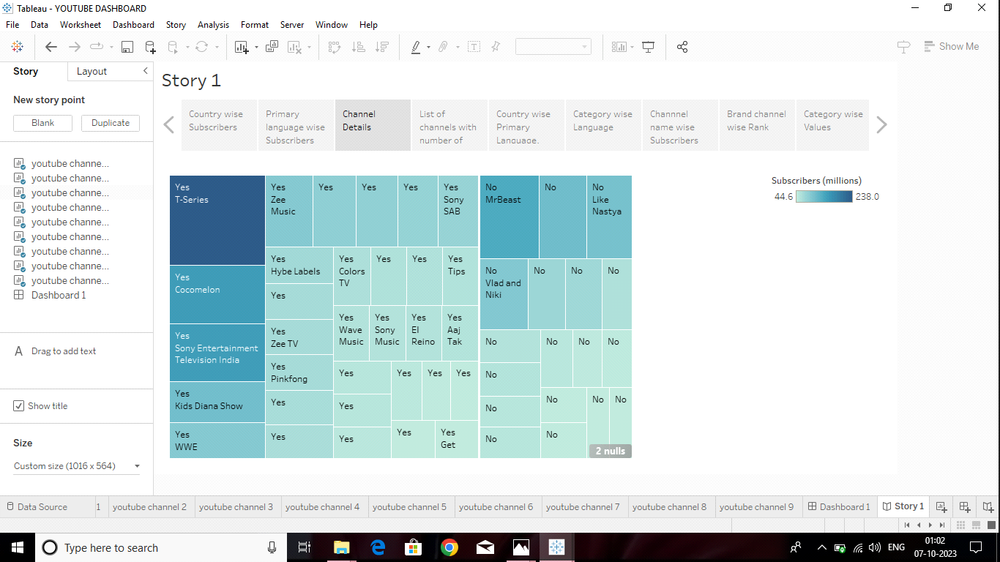 Tableau - YOUTUBE DASHBOARD
File Data Worksheet Dashboard Story Analysis Format Server Window Help
Show Me
Story Layout
New story point
Blank Duplicate
youtube channe...
youtube channe...
youtube channe...
youtube channe...
youtube channe...
youtube channe...
youtube channe...
youtube channe...
youtube channe...
Dashboard 1
A Drag to add text
Show title
Size
Custom size (1016 x 564)
Story 1
Country wise
Subscribers
Primary
language wise
Subscribers
Channel
Details
List of
channels with
number of
Country wise
Primary
Language.
Category wise
Language
Channnel
name wise
Subscribers
Brand channel
wise Rank
Category wise
Values
Yes
T-Series
Yes
Cocomelon
Yes
Sony Entertainment
Television India
Yes
Kids Diana Show
Yes
WWE
Yes
Zee
Music
Yes
Yes
Yes
Yes
Sony
SAB
Yes
Hybe Labels
Yes
Yes
Zee TV
Yes
Pinkfong
Yes
Yes
Yes
Colors
TV
Yes
Yes
Yes
Tips
Yes
Wave
Music
Yes
Sony
Music
Yes
El
Reino
Yes
Aaj
Tak
Yes
Yes
Yes
Yes
Yes
Yes
Yes
Yes
Get
No
MrBeast
No
No
Like
Nastya
No
Vlad and
Niki
No
No
No
No
No
No
No
No
No
No
No
No
No
No
2 nulls
Subscribers (millions)
44.6 238.0
Data Source 1 youtube channel 2 youtube channel 3 youtube channel 4 youtube channel 5 youtube channel 6 youtube channel 7 youtube channel 8 youtube channel 9 Dashboard 1 Story 1
Type here to search
ENG
01:02
07-10-2023